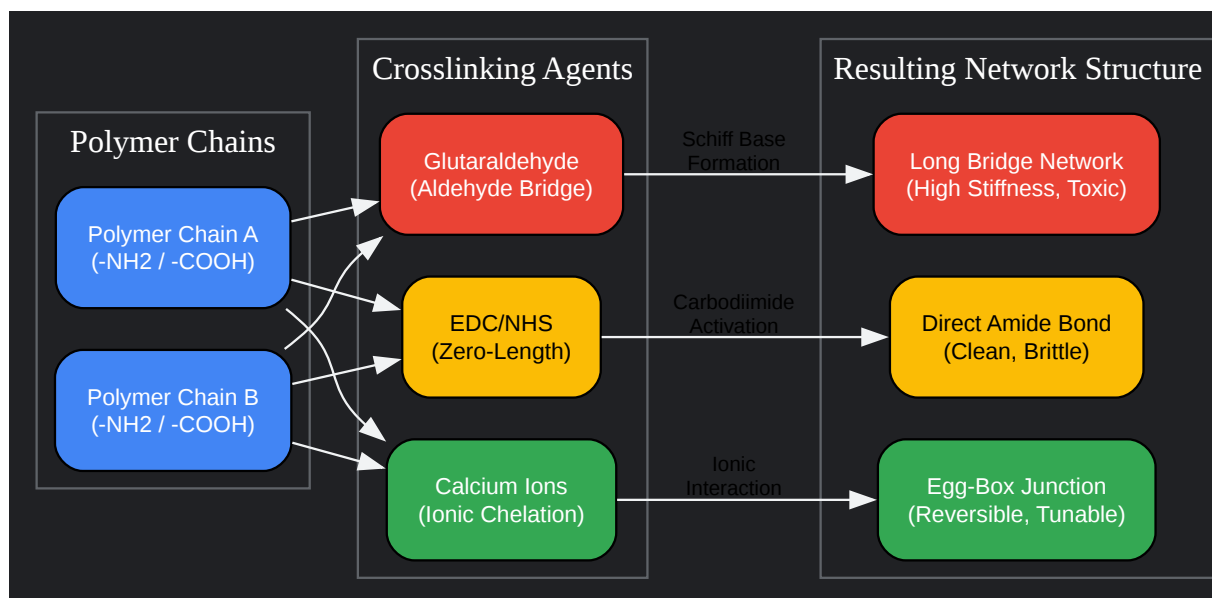 Polymer Chains
Polymer Chain A
(-NH2 / -COOH)
Polymer Chain B
(-NH2 / -COOH)
Crosslinking Agents
Glutaraldehyde
(Aldehyde Bridge)
EDC/NHS
(Zero-Length)
Calcium Ions
(Ionic Chelation)
Schiff Base
Formation
Carbodiimide
Activation
Ionic
Interaction
Resulting Network Structure
Long Bridge Network
(High Stiffness, Toxic)
Direct Amide Bond
(Clean, Brittle)
Egg-Box Junction
(Reversible, Tunable)